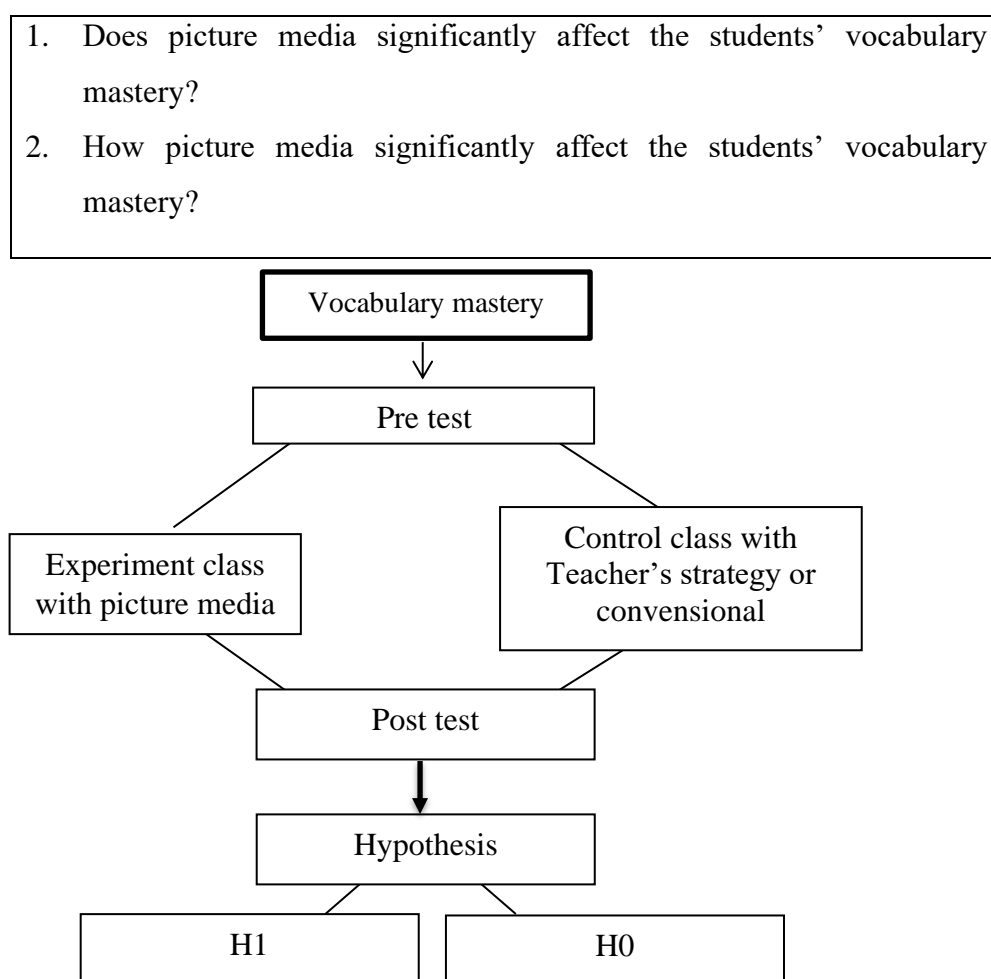 1. Does picture media significantly affect the students’ vocabulary
mastery?
2. How picture media significantly affect the students’ vocabulary
mastery?
Vocabulary mastery
Pre test
Experiment class
with picture media
Control class with
Teacher’s strategy or
convensional
Post test
Hypothesis
H1
H0